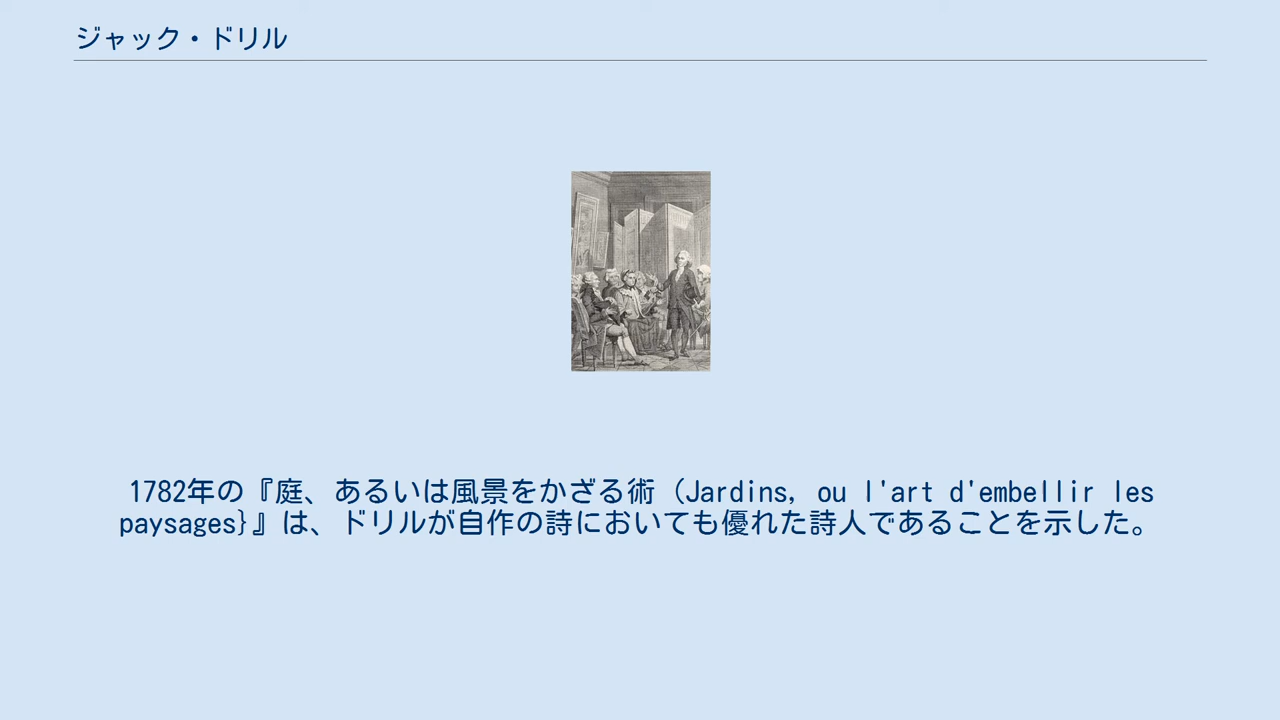 ジャック・ドリル
1782年の『庭、あるいは風景をかざる術（Jardins, ou l'art d'embellir les
paysages}』は、ドリルが自作の詩においても優れた詩人であることを示した。